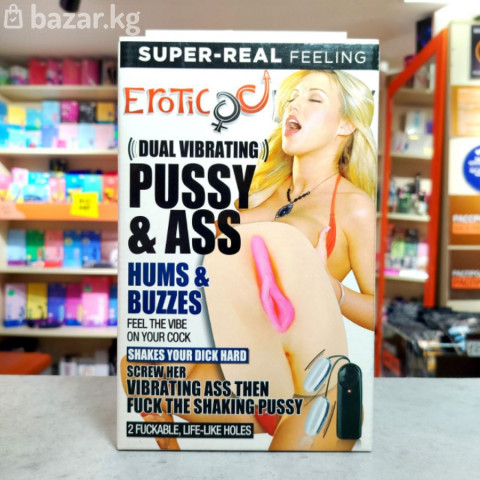 bazar.kg
SUPER-REAL FEELING
EROTIC
((DUAL VIBRATING))
PUSSY
& ASS
HUMS &
BUZZES
FEEL THE VIBE
ON YOUR COCK
SHAKES YOUR DICK HARD
SCREW HER
VIBRATING ASS THEN
FUCK THE SHAKING PUSSY
2 FUCKABLE, LIFE-LIKE HOLES